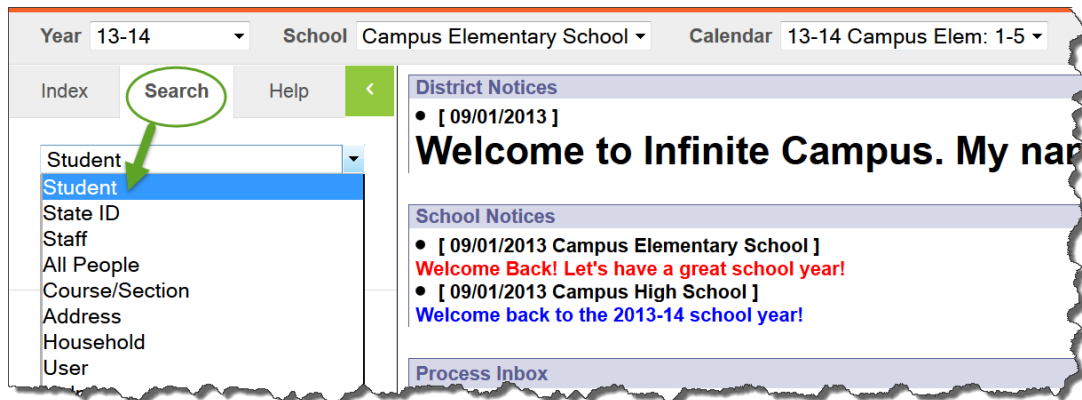 Year 13-14 School Campus Elementary School Calendar 13-14 Campus Elem: 1-5
Index Search Help <
Student
Student
State ID
Staff
All People
Course/Section
Address
Household
User
District Notices
• [ 09/01/2013 ]
Welcome to Infinite Campus. My
School Notices
• [ 09/01/2013 Campus Elementary School ]
Welcome Back! Let's have a great school year!
• [ 09/01/2013 Campus High School ]
Welcome back to the 2013-14 school year!
Process Inbox